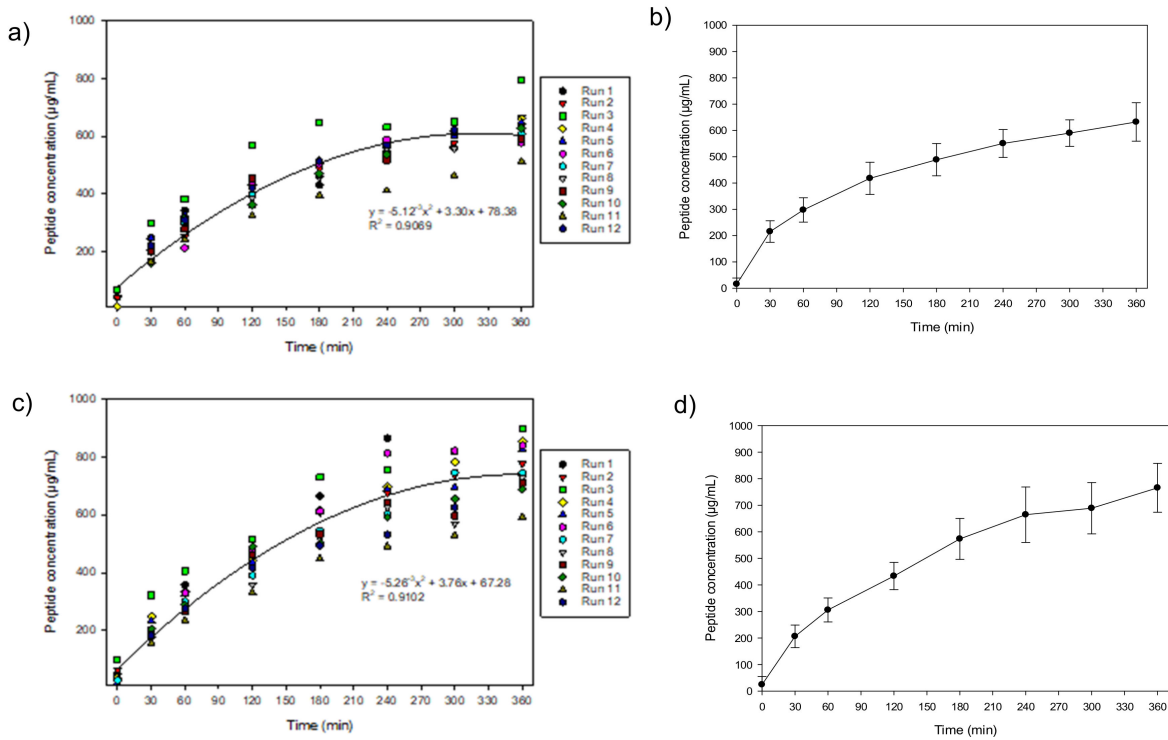 a)
Peptide concentration (µg/mL)
1000
800
600
400
200
0 30 60 90 120 150 180 210 240 270 300 330 360
Time (min)
y = -5.12⁻³x² + 3.30x + 78.38
R² = 0.9069
Run 1
Run 2
Run 3
Run 4
Run 5
Run 6
Run 7
Run 8
Run 9
Run 10
Run 11
Run 12
b)
Peptide concentration (µg/mL)
1000
900
800
700
600
500
400
300
200
100
0
0 30 60 90 120 150 180 210 240 270 300 330 360
Time (min)
c)
Peptide concentration (µg/mL)
1000
800
600
400
200
0 30 60 90 120 150 180 210 240 270 300 330 360
Time (min)
y = -5.26⁻³x² + 3.76x + 67.28
R² = 0.9102
Run 1
Run 2
Run 3
Run 4
Run 5
Run 6
Run 7
Run 8
Run 9
Run 10
Run 11
Run 12
d)
Peptide concentration (µg/mL)
1000
900
800
700
600
500
400
300
200
100
0
0 30 60 90 120 150 180 210 240 270 300 330 360
Time (min)